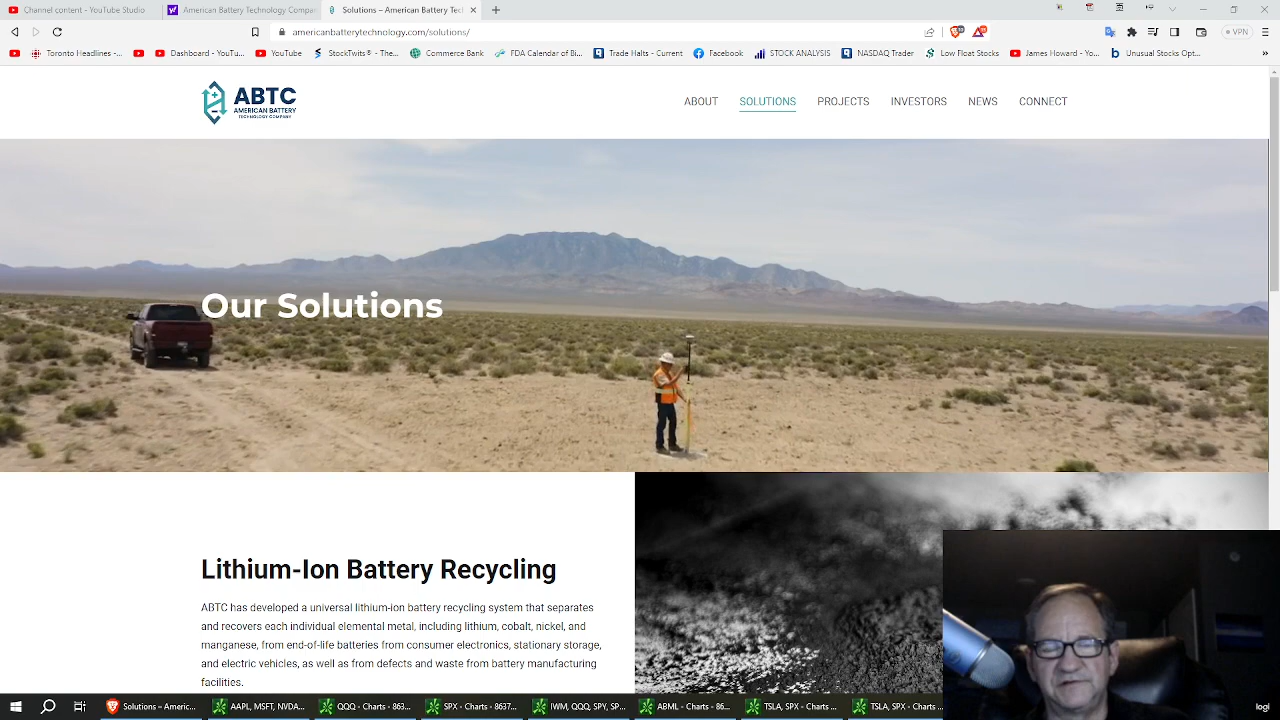 Channel content - YouTube Studio
American Battery Technology Compan
Solutions – American Battery Tec
americanbatterytechnology.com/solutions/
VPN
Toronto Headlines -...
Dashboard - YouTu...
YouTube
StockTwits® - The...
Commerce Bank
FDA Calendar of Bi...
Trade Halts - Current
Facebook
STOCK ANALYSIS
NASDAQ Trader
Low Float Stocks
James Howard - Yo...
Unusual Stocks Opt...
ABTC
AMERICAN BATTERY
TECHNOLOGY COMPANY
ABOUT
SOLUTIONS
PROJECTS
INVESTORS
NEWS
CONNECT
Our Solutions
Lithium-Ion Battery Recycling
ABTC has developed a universal lithium-ion battery recycling system that separates
and recovers each individual elemental metal, including lithium, cobalt, nickel, and
manganese, from end-of-life batteries from consumer electronics, stationary storage,
and electric vehicles, as well as from defects and waste from battery manufacturing
facilities.
Solutions – Americ...
AAPL, MSFT, NVDA...
QQQ - Charts - 863...
SPX - Charts - 8637...
IWM, QQQ, SPY, SP...
ABML - Charts - 86...
TSLA, SPX - Charts ...
TSLA, SPX - Charts ...
logi